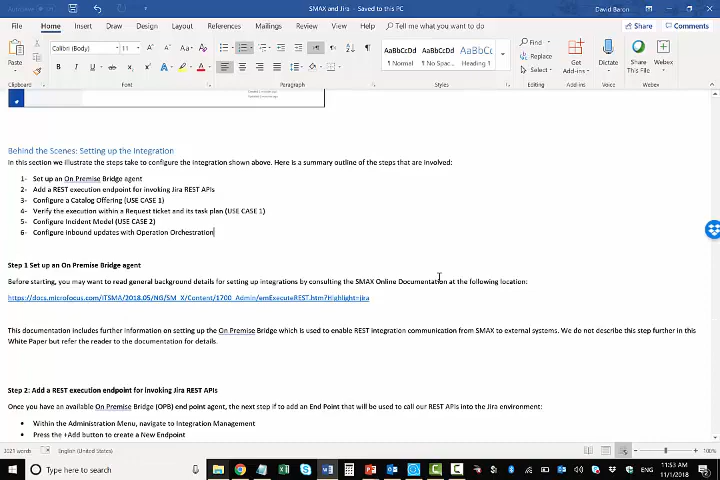 SMAX and Jira - Saved to this PC
David Baron
File Home Insert Draw Design Layout References Mailings Review View Help Tell me what you want to do
Share Comments
Paste
Calibri (Body) 11
AaBbCcDd AaBbCcDd AaBbCc
¶ Normal ¶ No Spac... Heading 1
Find
Replace
Select
Get Add-ins
Dictate
Share This File
Reply All
Clipboard Font Paragraph Styles Editing
Behind the Scenes: Setting up the Integration
In this section we illustrate the steps take to configure the integration shown above. Here is a summary outline of the steps that are involved:
1- Set up an On Premise Bridge agent
2- Add a REST execution endpoint for invoking Jira REST APIs
3- Configure a Catalog Offering (USE CASE 1)
4- Verify the execution within a Request ticket and its task plan (USE CASE 1)
5- Configure Incident Model (USE CASE 2)
6- Configure inbound updates with Operation Orchestration
Step 1 Set up an On Premise Bridge agent
Before starting, you may want to read general background details for setting up integrations by consulting the SMAX Online Documentation at the following location:
https://docs.microfocus.com/ITSMA/2018.05/NG/SM_X/Content/1700_Admin/emExecuteREST.htm?Highlight=jira
This documentation includes further information on setting up the On Premise Bridge which is used to enable REST integration communication from SMAX to external systems. We do not describe this step further in this
White Paper but refer the reader to the documentation for details.
Step 2: Add a REST execution endpoint for invoking Jira REST APIs
Once you have an available On Premise Bridge (OPB) end point agent, the next step if to add an End Point that will be used to call our REST APIs into the Jira environment:
• Within the Administration Menu, navigate to Integration Management
• Press the +Add button to create a New Endpoint
3021 words English (United States)
100%
Type here to search
ENG
11:53 AM
11/1/2018